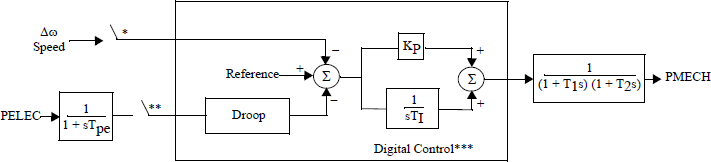 Δω
Speed
*
−
Reference
+
Σ
−
KP
+
Σ
+
1
sTI
1
(1 + T1s) (1 + T2s)
PMECH
PELEC
1
1 + sTpe
**
Droop
Digital Control***